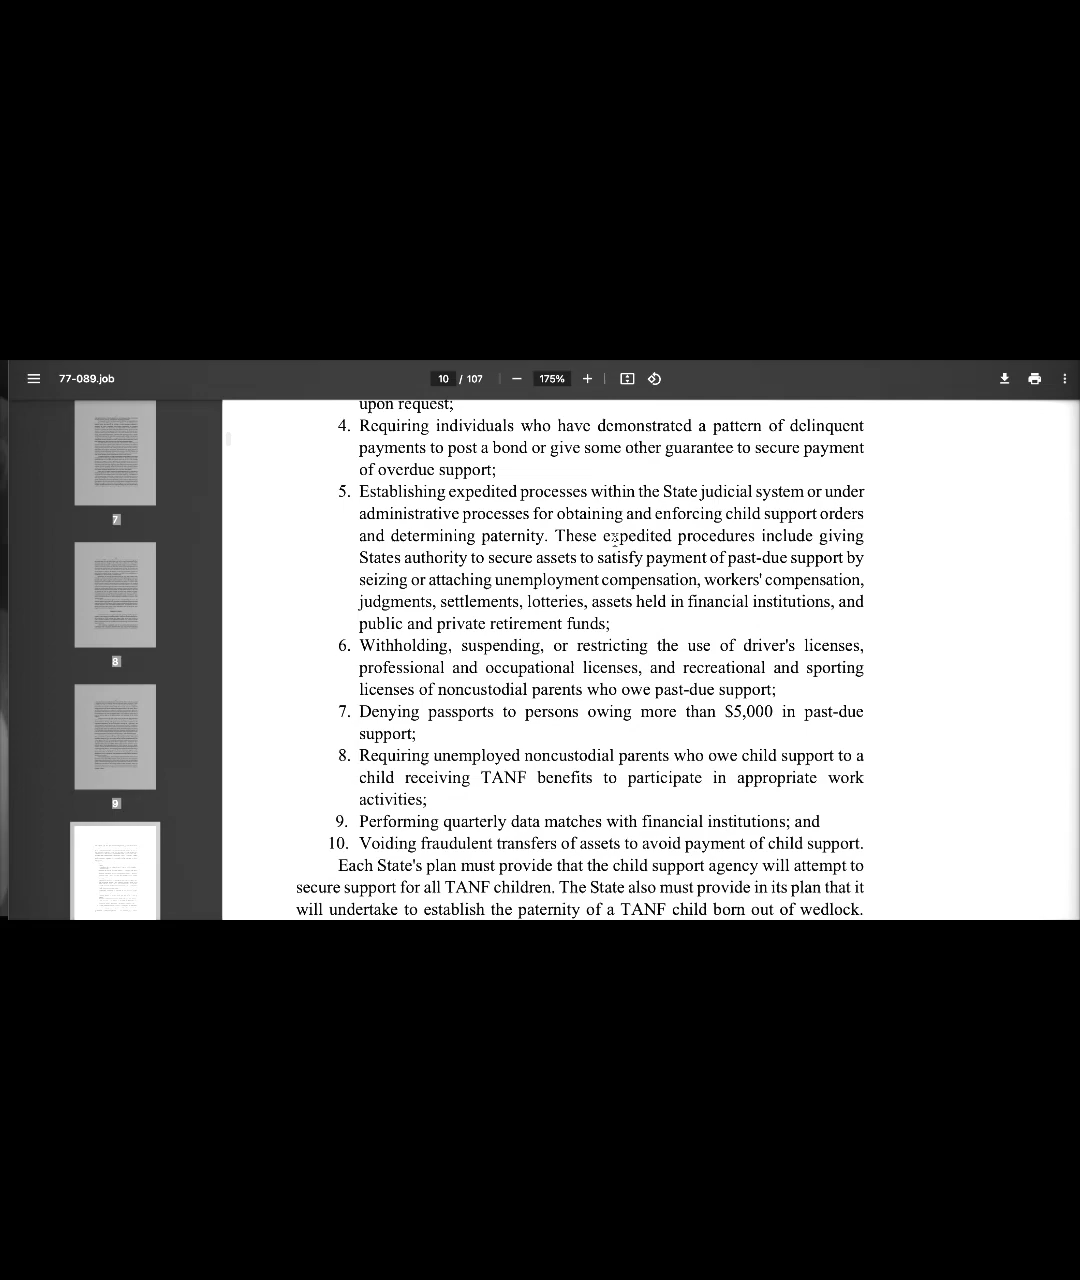 77-089.job
10 / 107
175%
upon request;
4. Requiring individuals who have demonstrated a pattern of delinquent
payments to post a bond or give some other guarantee to secure payment
of overdue support;
5. Establishing expedited processes within the State judicial system or under
administrative processes for obtaining and enforcing child support orders
and determining paternity. These expedited procedures include giving
States authority to secure assets to satisfy payment of past-due support by
seizing or attaching unemployment compensation, workers' compensation,
judgments, settlements, lotteries, assets held in financial institutions, and
public and private retirement funds;
6. Withholding, suspending, or restricting the use of driver's licenses,
professional and occupational licenses, and recreational and sporting
licenses of noncustodial parents who owe past-due support;
7. Denying passports to persons owing more than $5,000 in past-due
support;
8. Requiring unemployed noncustodial parents who owe child support to a
child receiving TANF benefits to participate in appropriate work
activities;
9. Performing quarterly data matches with financial institutions; and
10. Voiding fraudulent transfers of assets to avoid payment of child support.
Each State's plan must provide that the child support agency will attempt to
secure support for all TANF children. The State also must provide in its plan that it
will undertake to establish the paternity of a TANF child born out of wedlock.
7
8
9